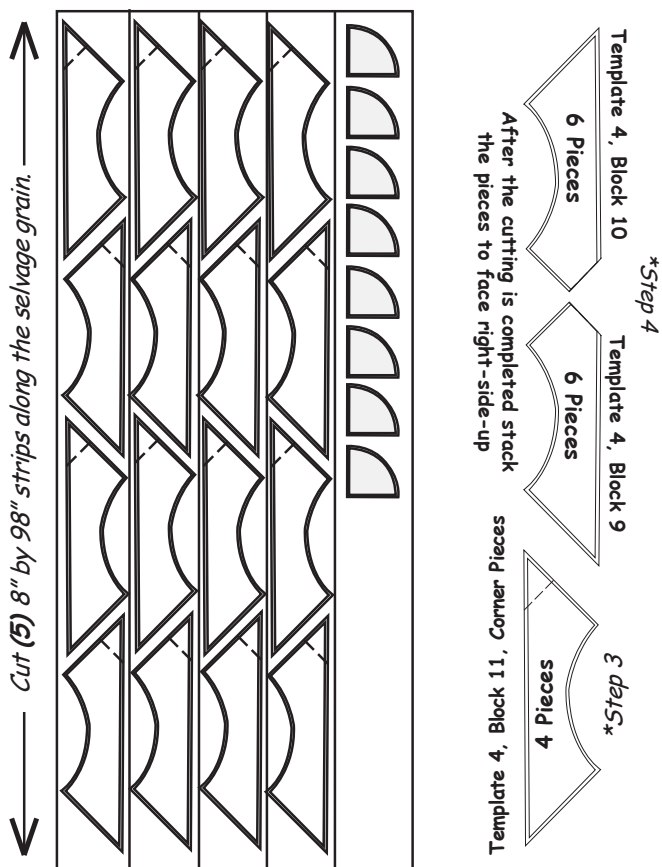 *Step 4
Template 4, Block 10
6 Pieces
Template 4, Block 9
6 Pieces
After the cutting is completed stack
the pieces to face right-side-up
*Step 3
4 Pieces
Template 4, Block 11, Corner Pieces
Cut (5) 8" by 98" strips along the selvage grain.